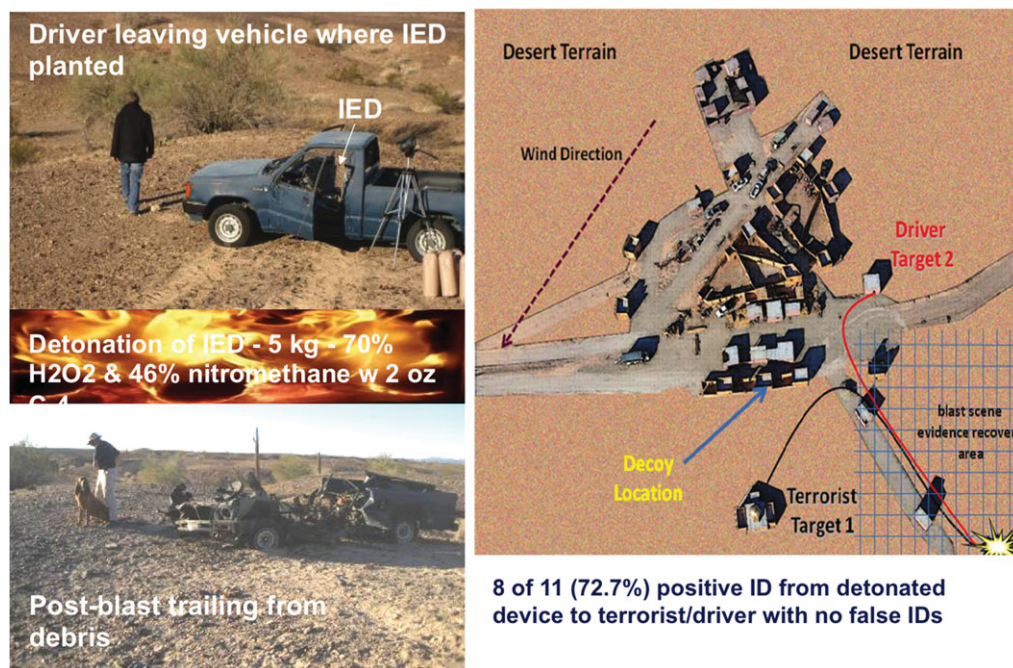 Driver leaving vehicle where IED
planted
IED
Detonation of IED - 5 kg - 70%
H2O2 & 46% nitromethane w 2 oz
C-4
Post-blast trailing from
debris
Desert Terrain
Desert Terrain
Wind Direction
Driver
Target 2
blast scene
evidence recover
area
Decoy
Location
Terrorist
Target 1
8 of 11 (72.7%) positive ID from detonated
device to terrorist/driver with no false IDs